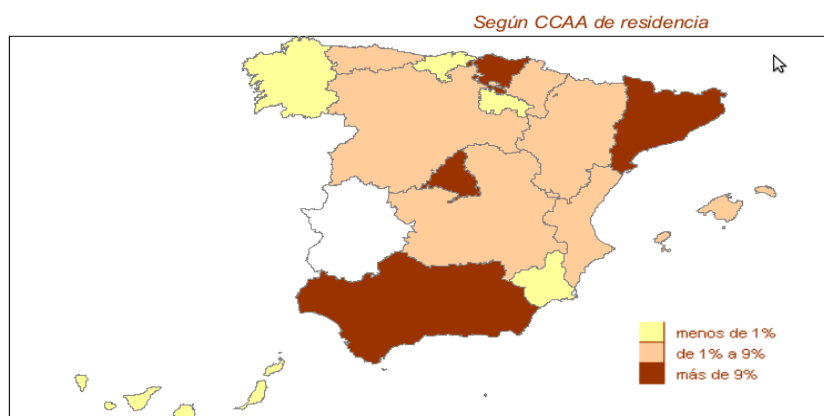 Según CCAA de residencia
menos de 1%
de 1% a 9%
más de 9%